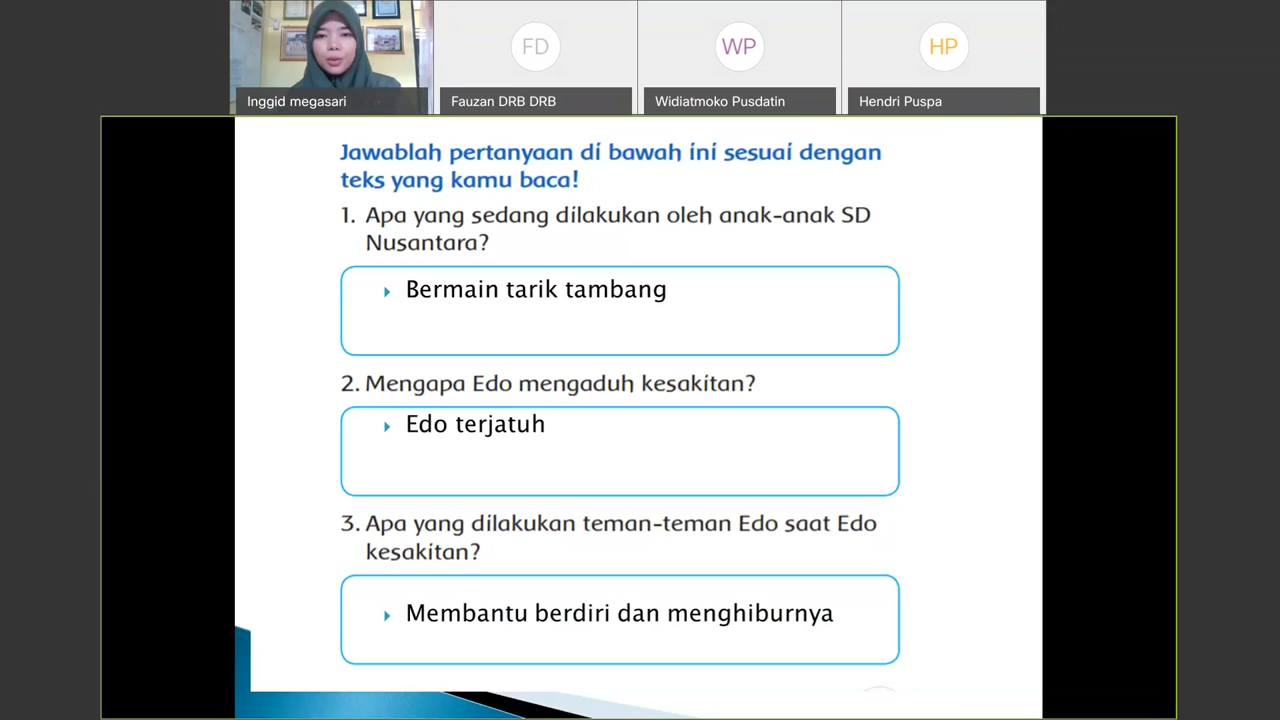 FD
WP
HP
Inggid megasari
Fauzan DRB DRB
Widiatmoko Pusdatin
Hendri Puspa
Jawablah pertanyaan di bawah ini sesuai dengan
teks yang kamu baca!
1. Apa yang sedang dilakukan oleh anak-anak SD
Nusantara?
Bermain tarik tambang
2. Mengapa Edo mengaduh kesakitan?
Edo terjatuh
3. Apa yang dilakukan teman-teman Edo saat Edo
kesakitan?
Membantu berdiri dan menghiburnya